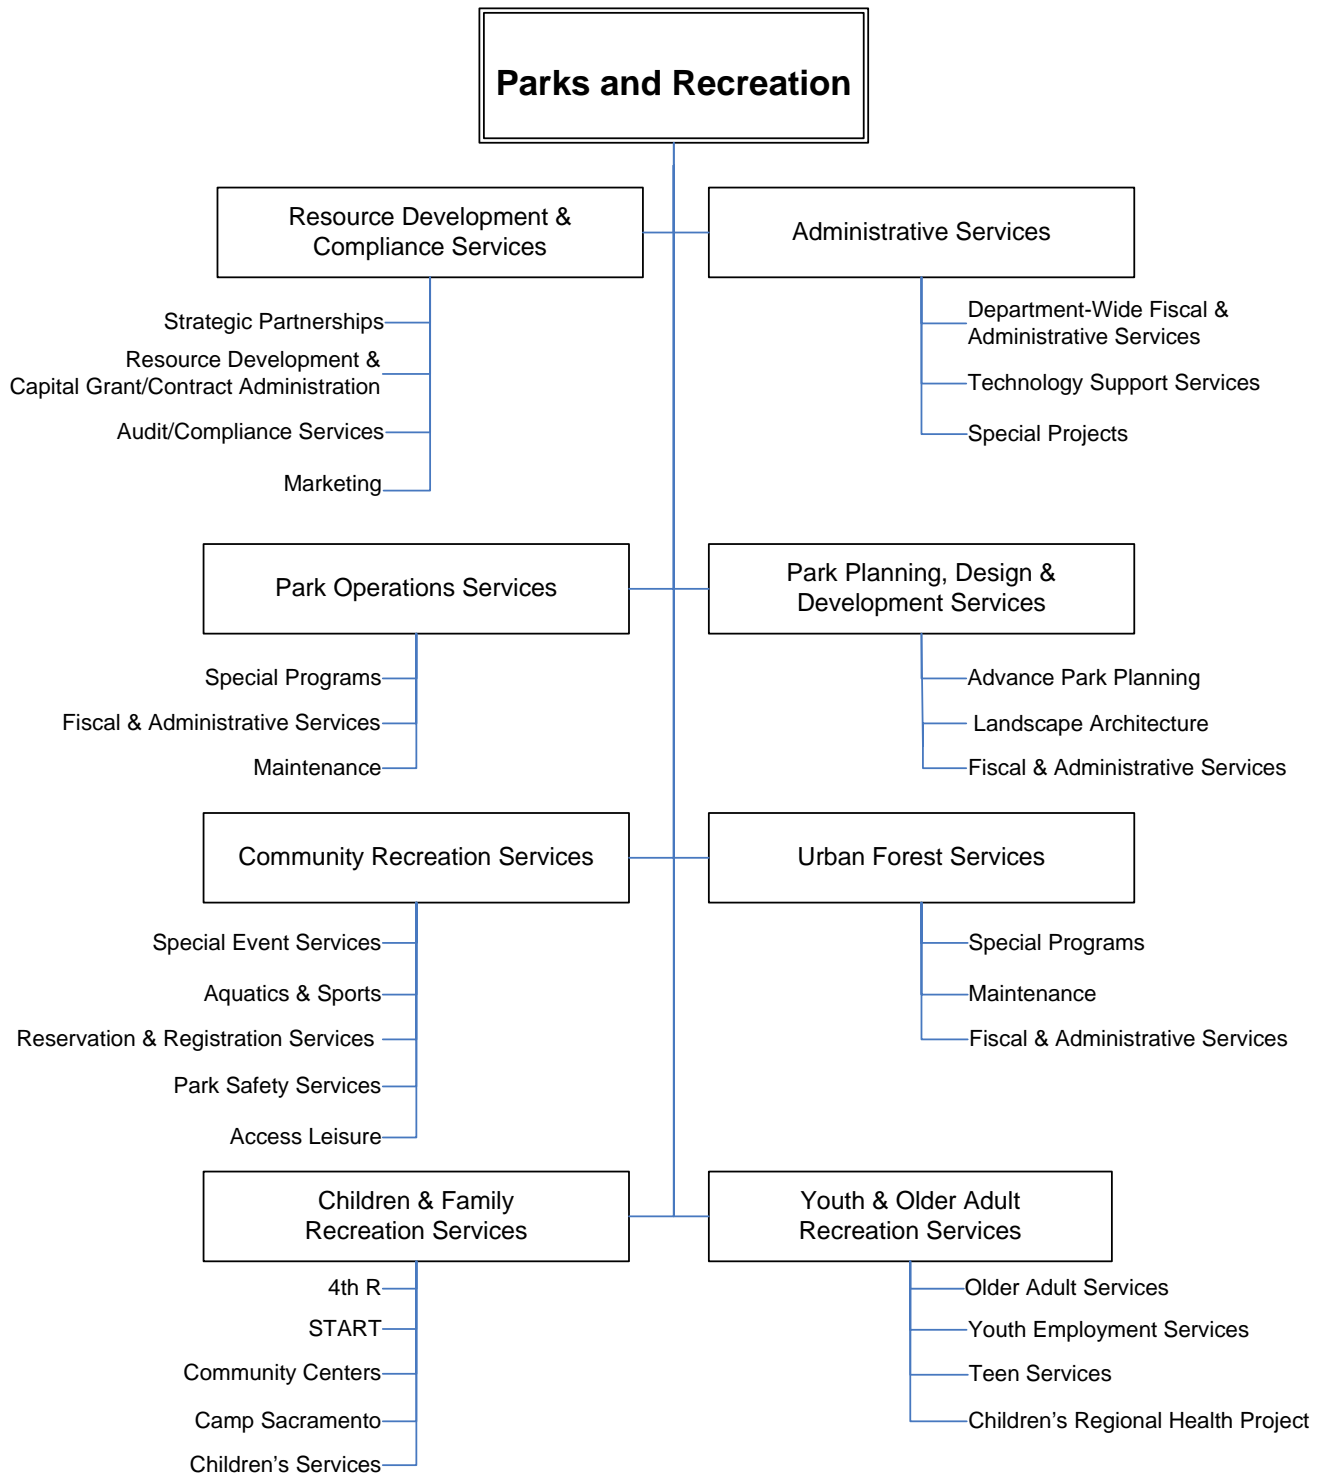 Parks and Recreation
Resource Development &
Compliance Services
Strategic Partnerships
Resource Development &
Capital Grant/Contract Administration
Audit/Compliance Services
Marketing
Administrative Services
Department-Wide Fiscal &
Administrative Services
Technology Support Services
Special Projects
Park Operations Services
Special Programs
Fiscal & Administrative Services
Maintenance
Park Planning, Design &
Development Services
Advance Park Planning
Landscape Architecture
Fiscal & Administrative Services
Community Recreation Services
Special Event Services
Aquatics & Sports
Reservation & Registration Services
Park Safety Services
Access Leisure
Urban Forest Services
Special Programs
Maintenance
Fiscal & Administrative Services
Children & Family
Recreation Services
4th R
START
Community Centers
Camp Sacramento
Children's Services
Youth & Older Adult
Recreation Services
Older Adult Services
Youth Employment Services
Teen Services
Children's Regional Health Project